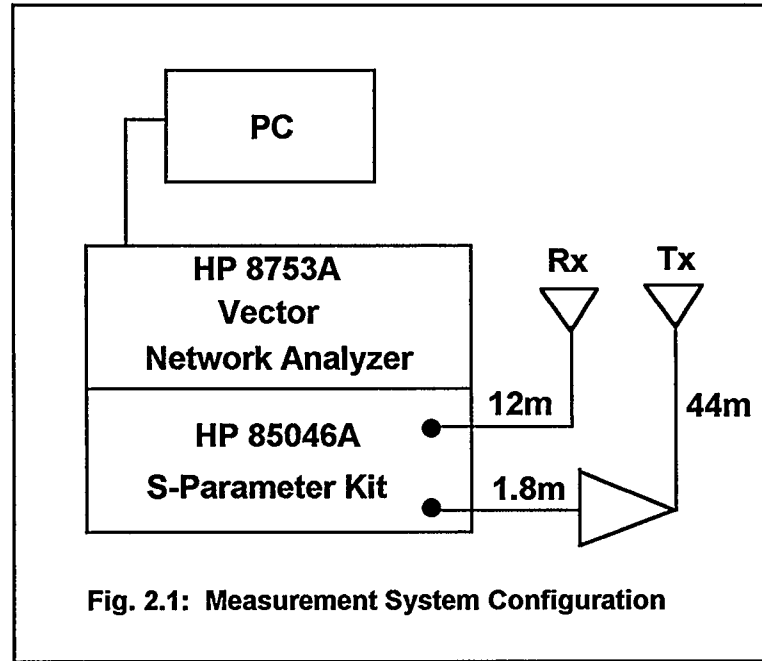 PC
HP 8753A
Vector
Network Analyzer
HP 85046A
S-Parameter Kit
Rx
Tx
12m
44m
1.8m
Fig. 2.1: Measurement System Configuration